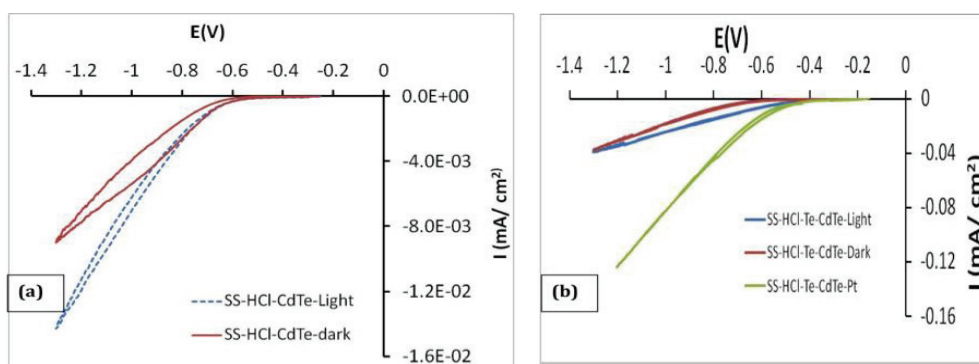 E(V)
-1.4 -1.2 -1 -0.8 -0.6 -0.4 -0.2 0
0.0E+00
-4.0E-03
-8.0E-03
-1.2E-02
-1.6E-02
I (mA/ cm²)
(a)
SS-HCl-CdTe-Light
SS-HCl-CdTe-dark
E(V)
-1.4 -1.2 -1 -0.8 -0.6 -0.4 -0.2 0
0
-0.04
-0.08
-0.12
-0.16
I (mA/ cm²)
SS-HCl-Te-CdTe-Light
SS-HCl-Te-CdTe-Dark
SS-HCl-Te-CdTe-Pt
(b)